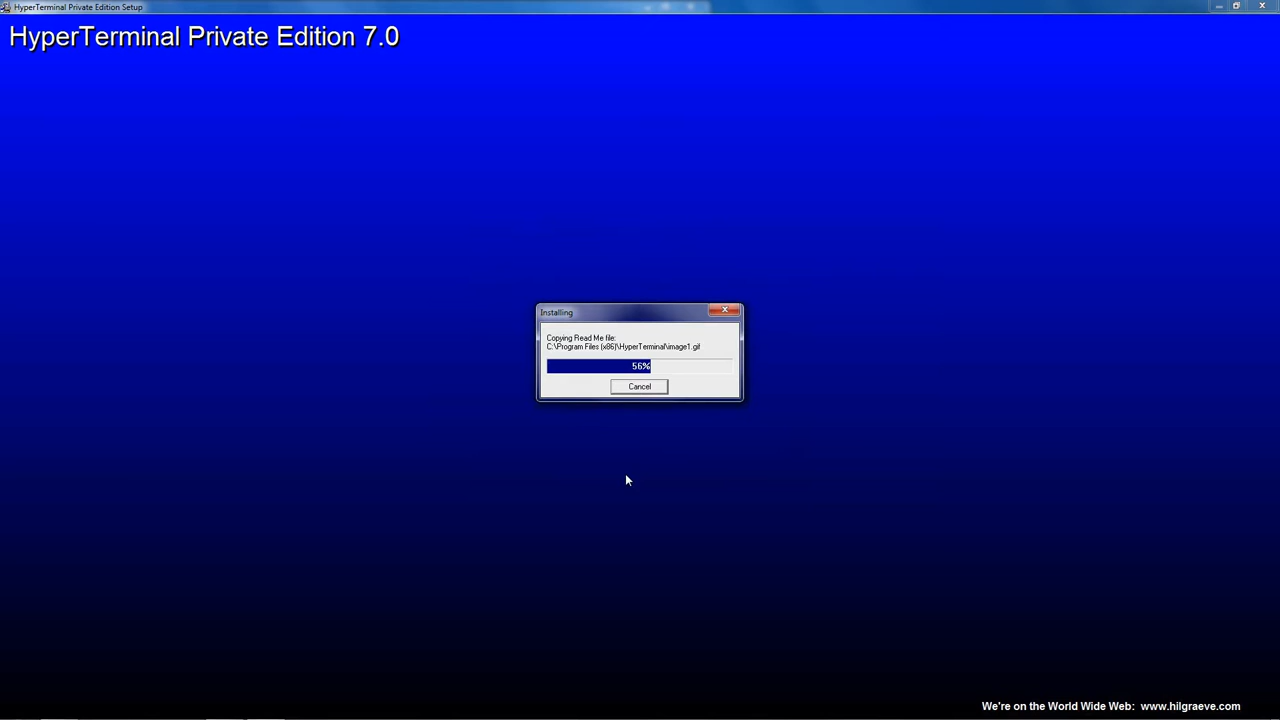 HyperTerminal Private Edition Setup
HyperTerminal Private Edition 7.0
Installing
Copying Read Me file:
C:\Program Files (x86)\HyperTerminal\image1.gif
56%
Cancel
We're on the World Wide Web: www.hilgraeve.com